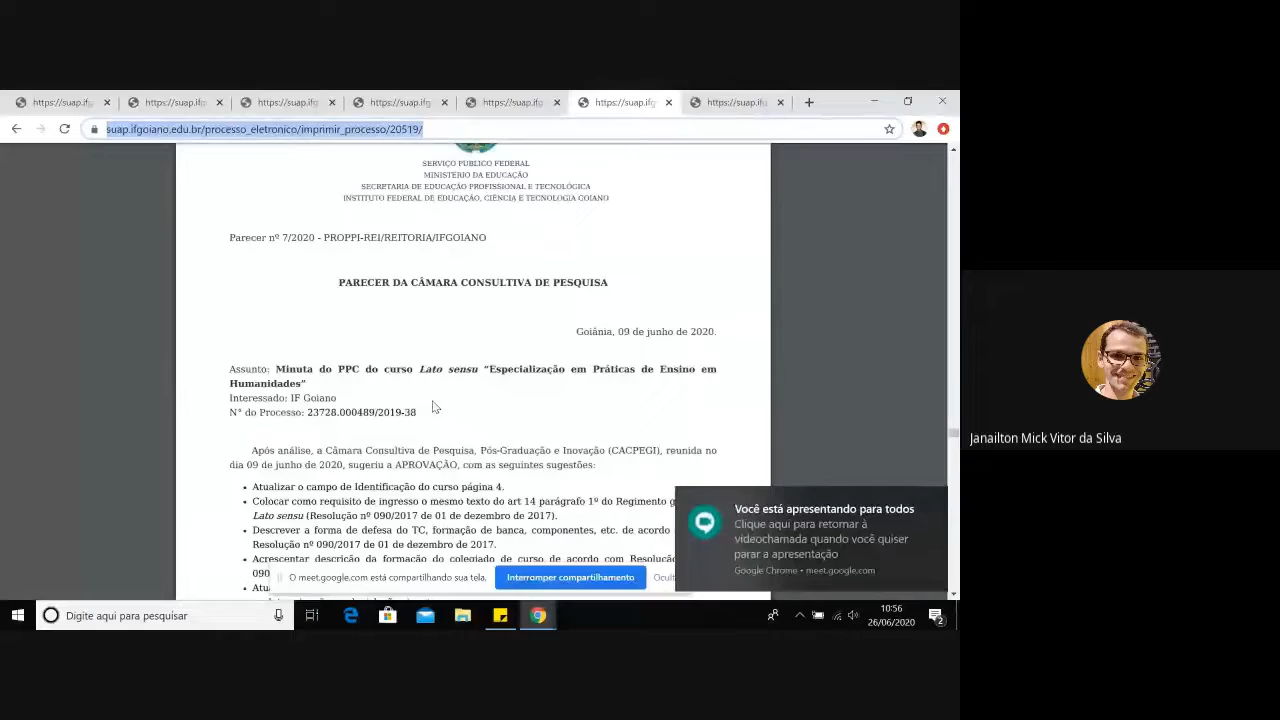 https://suap.ifg
https://suap.ifg
https://suap.ifg
https://suap.ifg
https://suap.ifg
https://suap.ifg
https://suap.ifg
suap.ifgoiano.edu.br/processo_eletronico/imprimir_processo/20519/
SERVIÇO PUBLICO FEDERAL
MINISTÉRIO DA EDUCAÇÃO
SECRETARIA DE EDUCAÇÃO PROFISSIONAL E TECNOLÓGICA
INSTITUTO FEDERAL DE EDUCAÇÃO, CIÊNCIA E TECNOLOGIA GOIANO
Parecer nº 7/2020 - PROPPI-REI/REITORIA/IFGOIANO
PARECER DA CÂMARA CONSULTIVA DE PESQUISA
Goiânia, 09 de junho de 2020.
Assunto: Minuta do PPC do curso Lato sensu “Especialização em Práticas de Ensino em
Humanidades”
Interessado: IF Goiano
N° do Processo: 23728.000489/2019-38
Após análise, a Câmara Consultiva de Pesquisa, Pós-Graduação e Inovação (CACPEGI), reunida no
dia 09 de junho de 2020, sugeriu a APROVAÇÃO, com as seguintes sugestões:
• Atualizar o campo de Identificação do curso página 4.
• Colocar como requisito de ingresso o mesmo texto do art 14 parágrafo 1º do Regimento g
Lato sensu (Resolução nº 090/2017 de 01 de dezembro de 2017).
• Descrever a forma de defesa do TC, formação de banca, componentes, etc. de acordo
Resolução nº 090/2017 de 01 de dezembro de 2017.
• Acrescentar descrição da formação do colegiado de curso de acordo com Resolução
090
• Atua
Você está apresentando para todos
Clique aqui para retornar à
videochamada quando você quiser
parar a apresentação
Google Chrome • meet.google.com
O meet.google.com está compartilhando sua tela.
Interromper compartilhamento
Ocult
Digite aqui para pesquisar
10:56
26/06/2020
2
Janailton Mick Vitor da Silva